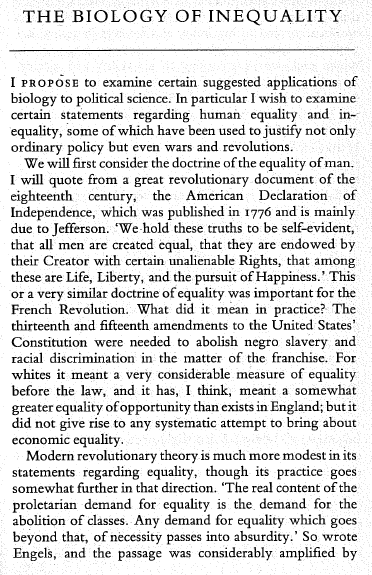 THE BIOLOGY OF INEQUALITY
I PROPOSE to examine certain suggested applications of
biology to political science. In particular I wish to examine
certain statements regarding human equality and in-
equality, some of which have been used to justify not only
ordinary policy but even wars and revolutions.
We will first consider the doctrine of the equality of man.
I will quote from a great revolutionary document of the
eighteenth century, the American Declaration of
Independence, which was published in 1776 and is mainly
due to Jefferson. ‘We hold these truths to be self-evident,
that all men are created equal, that they are endowed by
their Creator with certain unalienable Rights, that among
these are Life, Liberty, and the pursuit of Happiness.’ This
or a very similar doctrine of equality was important for the
French Revolution. What did it mean in practice? The
thirteenth and fifteenth amendments to the United States’
Constitution were needed to abolish negro slavery and
racial discrimination in the matter of the franchise. For
whites it meant a very considerable measure of equality
before the law, and it has, I think, meant a somewhat
greater equality of opportunity than exists in England; but it
did not give rise to any systematic attempt to bring about
economic equality.
Modern revolutionary theory is much more modest in its
statements regarding equality, though its practice goes
somewhat further in that direction. ‘The real content of the
proletarian demand for equality is the demand for the
abolition of classes. Any demand for equality which goes
beyond that, of necessity passes into absurdity.’ So wrote
Engels, and the passage was considerably amplified by